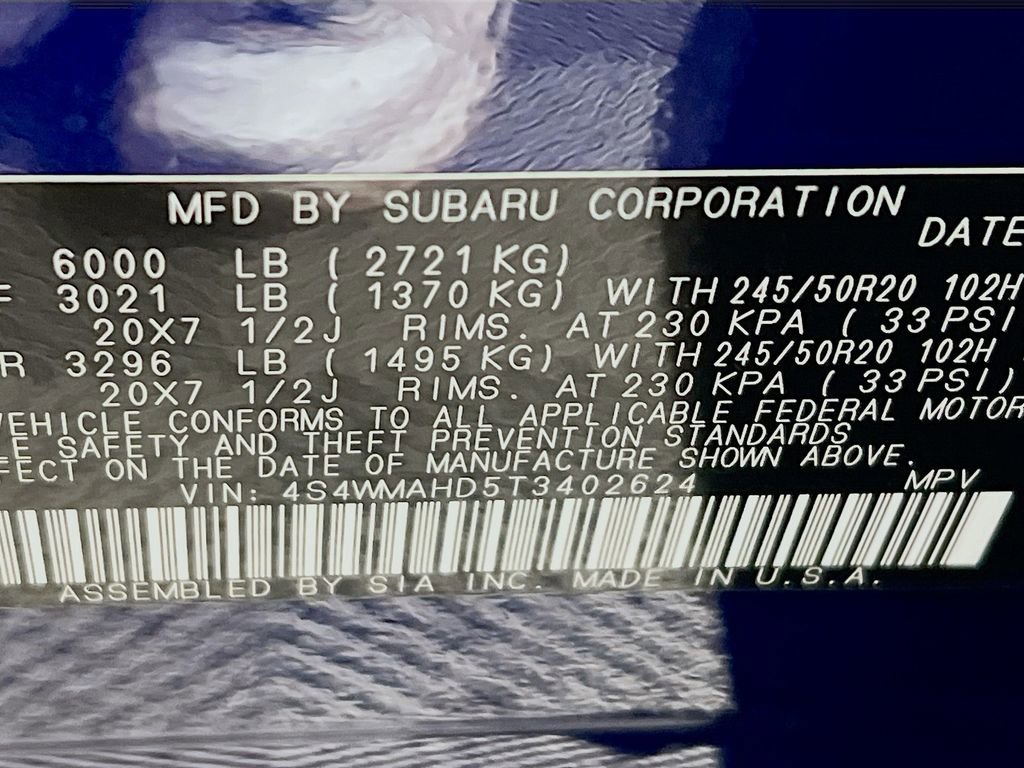 MFD BY SUBARU CORPORATION
DATE
6000 LB ( 2721 KG)
F 3021 LB ( 1370 KG) WITH 245/50R20 102H
20X7 1/2J RIMS. AT 230 KPA ( 33 PSI
R 3296 LB ( 1495 KG) WITH 245/50R20 102H
20X7 1/2J RIMS. AT 230 KPA ( 33 PSI)
VEHICLE CONFORMS TO ALL APPLICABLE FEDERAL MOTOR
LE SAFETY AND THEFT PREVENTION STANDARDS
FECT ON THE DATE OF MANUFACTURE SHOWN ABOVE.
VIN: 4S4WMAHD5T3402624 MPV
ASSEMBLED BY SIA INC. MADE IN U.S.A.